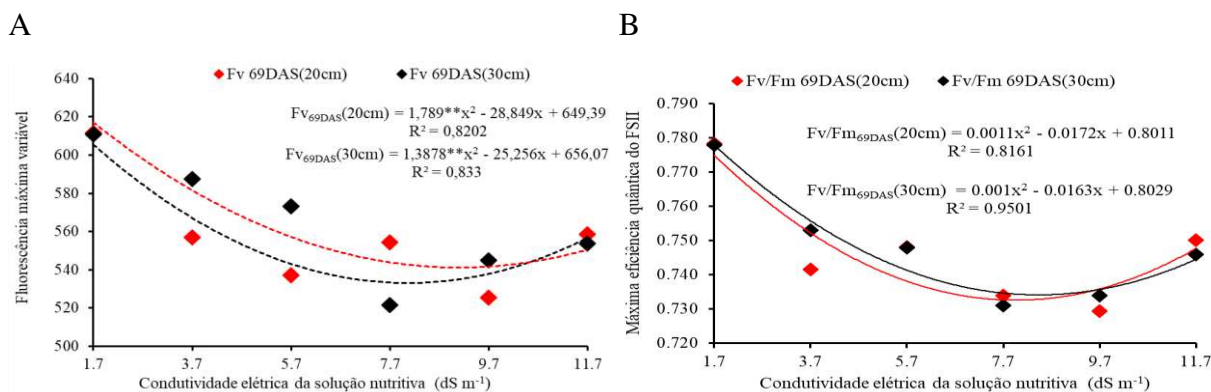 A
B
Fv 69DAS(20cm) Fv 69DAS(30cm)
Fv69DAS(20cm) = 1,789**x² - 28,849x + 649,39
R² = 0,8202
Fv69DAS(30cm) = 1,3878**x² - 25,256x + 656,07
R² = 0,833
Fluorescência máxima variável
640
620
600
580
560
540
520
500
1.7 3.7 5.7 7.7 9.7 11.7
Condutividade elétrica da solução nutritiva (dS m-1)
Fv/Fm 69DAS(20cm) Fv/Fm 69DAS(30cm)
Fv/Fm69DAS(20cm) = 0.0011x² - 0.0172x + 0.8011
R² = 0.8161
Fv/Fm69DAS(30cm) = 0.001x² - 0.0163x + 0.8029
R² = 0.9501
Máxima eficiência quântica do FSII
0.790
0.780
0.770
0.760
0.750
0.740
0.730
0.720
1.7 3.7 5.7 7.7 9.7 11.7
Condutividade elétrica da solução nutritiva (dS m-1)